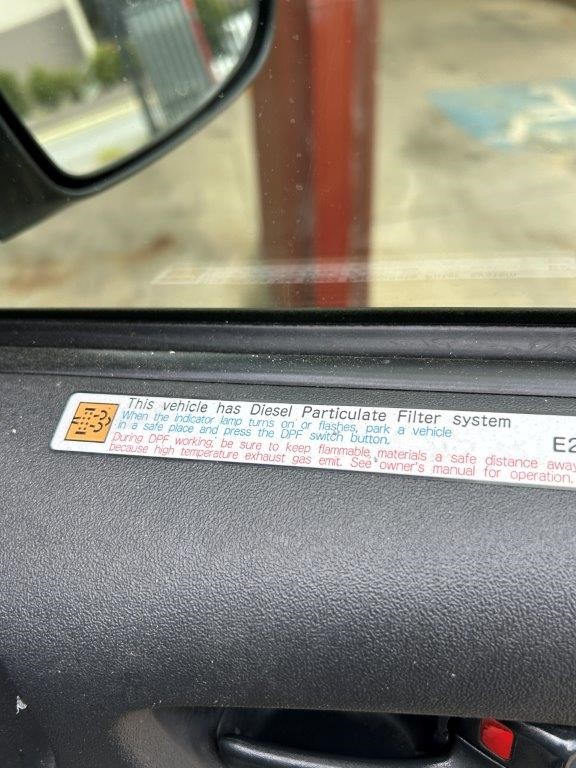 This vehicle has Diesel Particulate Filter system
When the indicator lamp turns on or flashes, park a vehicle
in a safe place and press the DPF switch button.
E2
During DPF working, be sure to keep flammable materials a safe distance away
because high temperature exhaust gas emit. See owner's manual for operation.